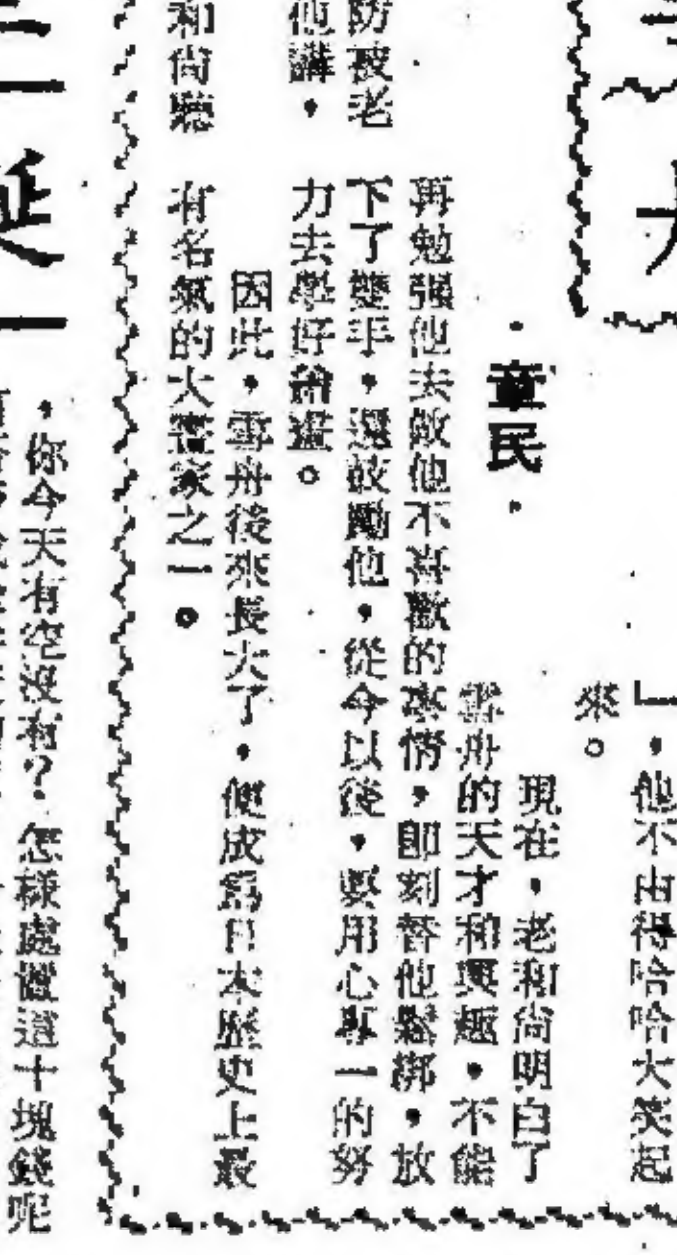 」，他不由得哈哈大笑起
來。
・童民・
現在，老和尚明白了
雪舟的天才和興趣，不能
再勉强他去做他不喜歡的事情，即刻替他鬆綁，放
下了雙手，還鼓勵他，從今以後，要用心專一的努
力去學好繪畫。
因此，雪舟後來長大了，便成爲日本歷史上最
有名氣的大畫家之一。
防被老
他講，
和尚聽
誕
，你今天有空沒有？怎樣處置這十塊錢呢